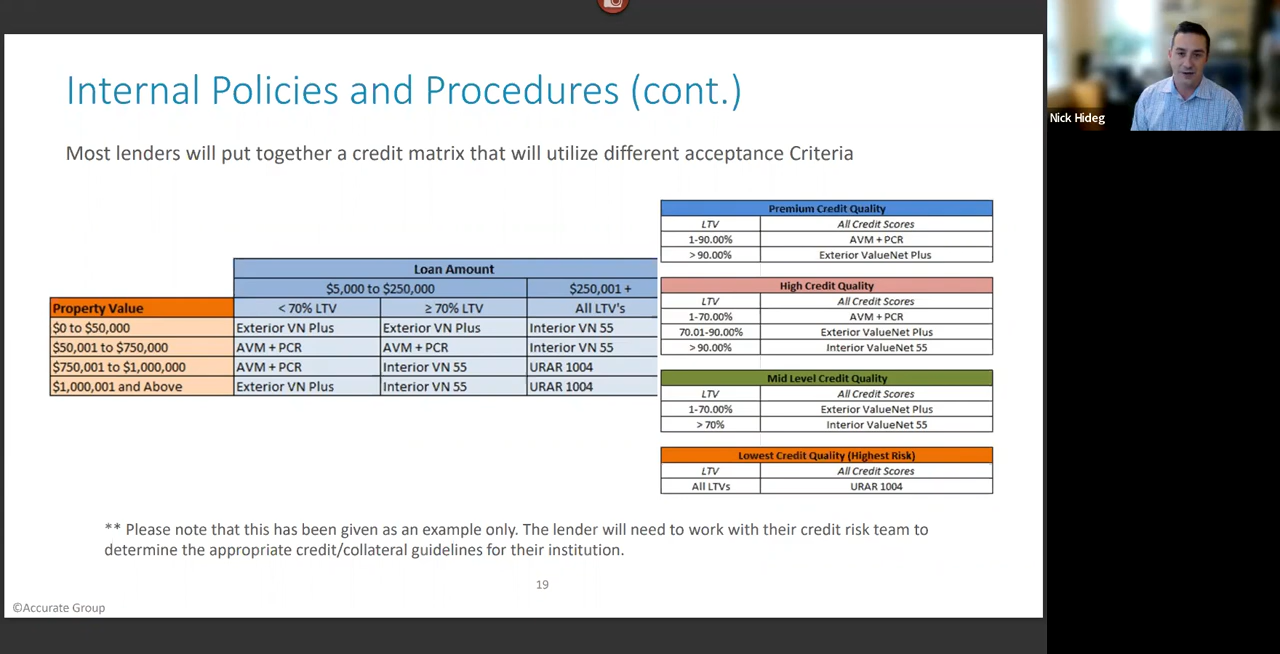 Internal Policies and Procedures (cont.)
Nick Hideg
Most lenders will put together a credit matrix that will utilize different acceptance Criteria
Loan Amount
$5,000 to $250,000 $250,001 +
Property Value < 70% LTV ≥ 70% LTV All LTV's
$0 to $50,000 Exterior VN Plus Exterior VN Plus Interior VN 55
$50,001 to $750,000 AVM + PCR AVM + PCR Interior VN 55
$750,001 to $1,000,000 AVM + PCR Interior VN 55 URAR 1004
$1,000,001 and Above Exterior VN Plus Interior VN 55 URAR 1004
Premium Credit Quality
LTV All Credit Scores
1-90.00% AVM + PCR
> 90.00% Exterior ValueNet Plus
High Credit Quality
LTV All Credit Scores
1-70.00% AVM + PCR
70.01-90.00% Exterior ValueNet Plus
> 90.00% Interior ValueNet 55
Mid Level Credit Quality
LTV All Credit Scores
1-70.00% Exterior ValueNet Plus
> 70% Interior ValueNet 55
Lowest Credit Quality (Highest Risk)
LTV All Credit Scores
All LTVs URAR 1004
** Please note that this has been given as an example only. The lender will need to work with their credit risk team to
determine the appropriate credit/collateral guidelines for their institution.
19
©Accurate Group